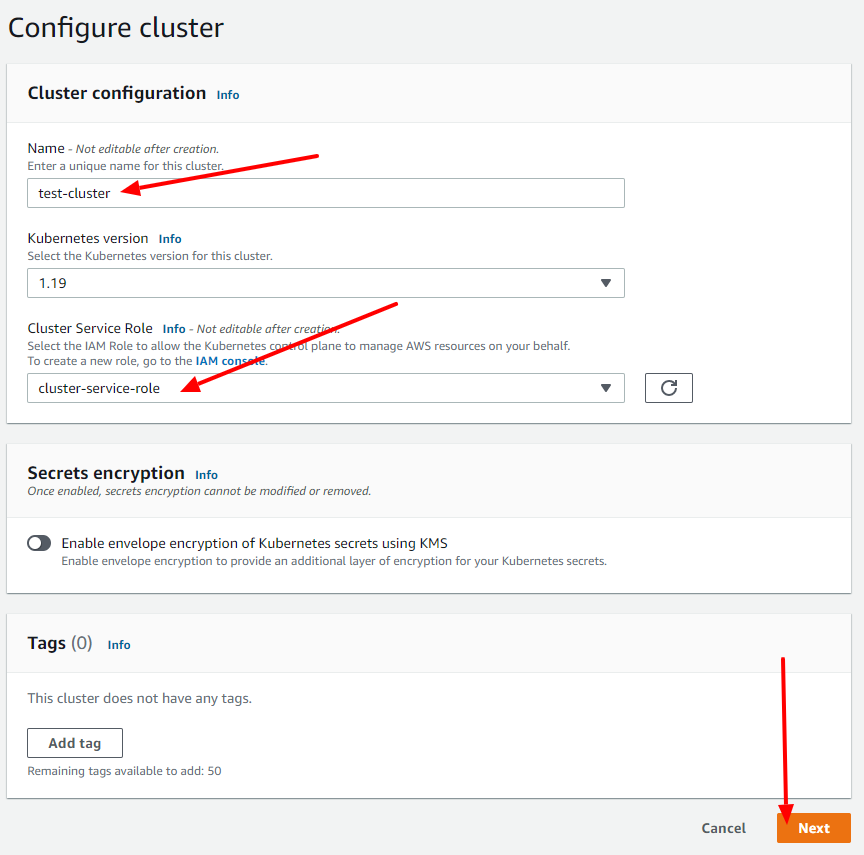 Configure cluster
Cluster configuration Info
Name - Not editable after creation.
Enter a unique name for this cluster.
test-cluster
Kubernetes version Info
Select the Kubernetes version for this cluster.
1.19
Cluster Service Role Info - Not editable after creation.
Select the IAM Role to allow the Kubernetes control plane to manage AWS resources on your behalf.
To create a new role, go to the IAM console.
cluster-service-role
Secrets encryption Info
Once enabled, secrets encryption cannot be modified or removed.
Enable envelope encryption of Kubernetes secrets using KMS
Enable envelope encryption to provide an additional layer of encryption for your Kubernetes secrets.
Tags (0) Info
This cluster does not have any tags.
Add tag
Remaining tags available to add: 50
Cancel Next